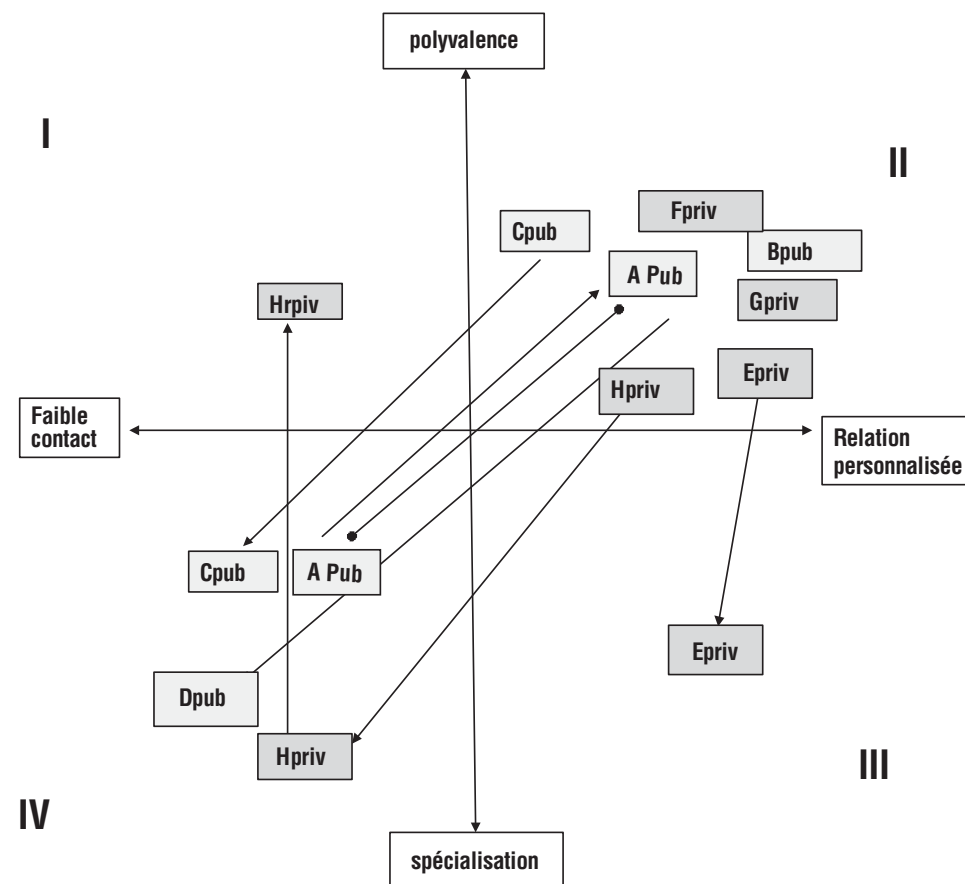 polyvalence
I
II
Fpriv
Cpub
Bpub
A Pub
Gpriv
Hrpiv
Epriv
Hpriv
Faible
contact
Relation
personnalisée
Cpub
A Pub
Epriv
Dpub
Hpriv
III
IV
spécialisation